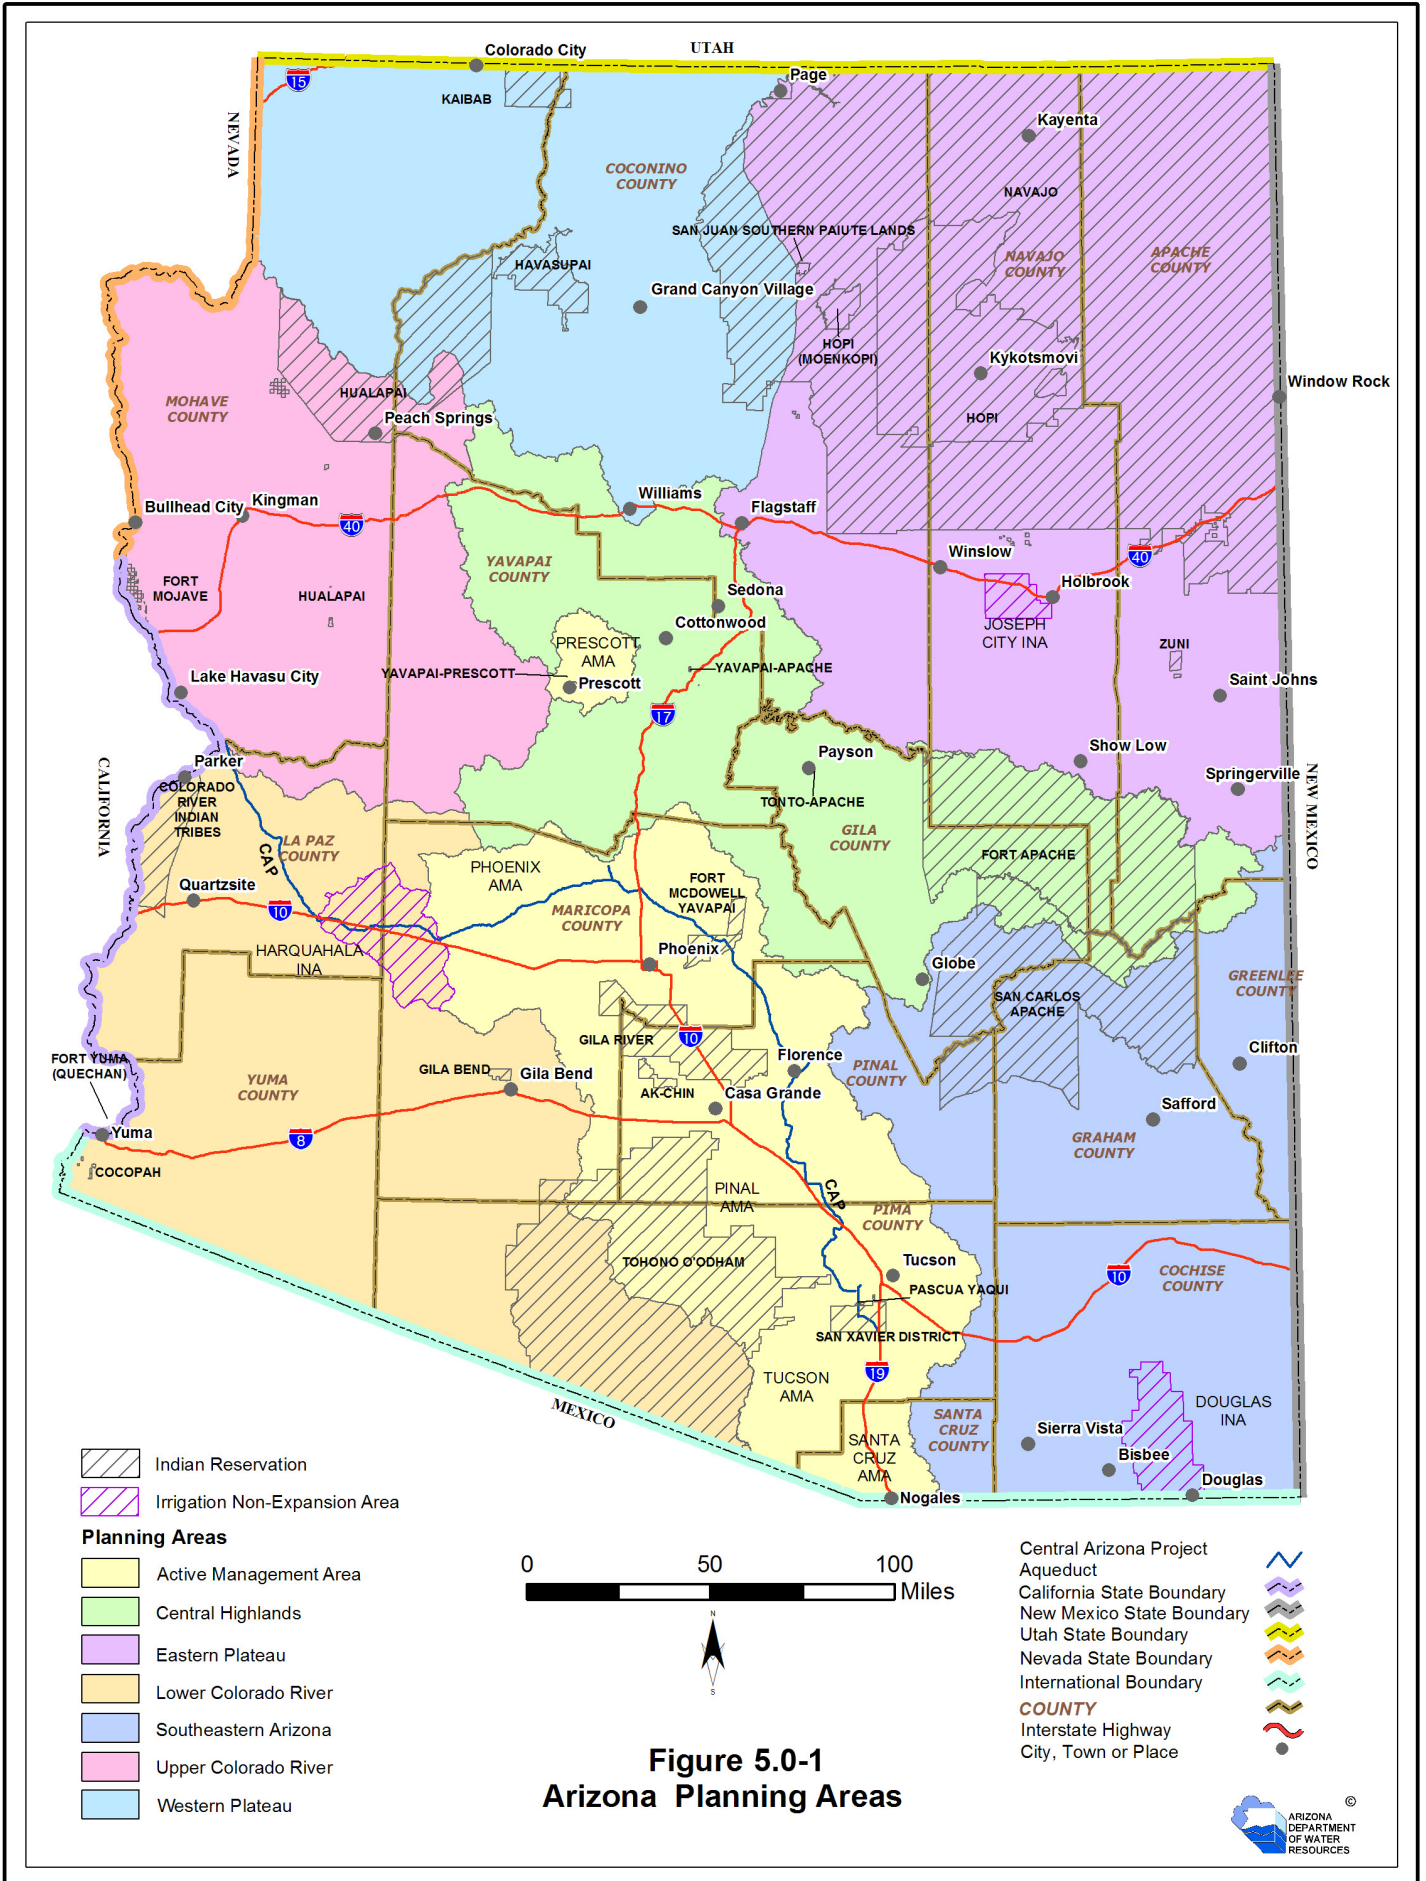 UTAH
Colorado City
15
Page
KAIBAB
NEVADA
Kayenta
COCONINO
COUNTY
NAVAJO
SAN JUAN SOUTHERN PAIUTE LANDS
NAVAJO
COUNTY
APACHE
COUNTY
HAVASUPAI
Grand Canyon Village
HOPI
(MOENKOPI)
Kykotsmovi
Window Rock
MOHAVE
COUNTY
HUALAPAI
Peach Springs
HOPI
Bullhead City
Kingman
40
Williams
Flagstaff
Winslow
40
YAVAPAI
COUNTY
FORT
MOJAVE
HUALAPAI
Sedona
Holbrook
Cottonwood
JOSEPH
CITY INA
PRESCOTT
AMA
ZUNI
YAVAPAI-PRESCOTT
YAVAPAI-APACHE
Lake Havasu City
Prescott
Saint Johns
17
Parker
Payson
Show Low
CALIFORNIA
Springerville
NEW MEXICO
COLORADO
RIVER
INDIAN
TRIBES
TONTO-APACHE
LA PAZ
COUNTY
CAP
GILA
COUNTY
FORT APACHE
PHOENIX
AMA
FORT
MCDOWELL
YAVAPAI
Quartzsite
10
MARICOPA
COUNTY
HARQUAHALA
INA
Phoenix
Globe
GREENLEE
COUNTY
SAN CARLOS
APACHE
GILA RIVER
10
FORT YUMA
(QUECHAN)
GILA BEND
Gila Bend
Florence
PINAL
COUNTY
Clifton
YUMA
COUNTY
AK-CHIN
Casa Grande
Safford
Yuma
8
GRAHAM
COUNTY
COCOPAH
PINAL
AMA
CAP
PIMA
COUNTY
TOHONO O'ODHAM
Tucson
10
COCHISE
COUNTY
PASCUA YAQUI
SAN XAVIER DISTRICT
19
TUCSON
AMA
MEXICO
DOUGLAS
INA
SANTA
CRUZ
COUNTY
Sierra Vista
SANTA
CRUZ
AMA
Bisbee
Douglas
Nogales
Indian Reservation
Irrigation Non-Expansion Area
Planning Areas
Active Management Area
Central Highlands
Eastern Plateau
Lower Colorado River
Southeastern Arizona
Upper Colorado River
Western Plateau
0 50 100
Miles
N
S
Central Arizona Project
Aqueduct
California State Boundary
New Mexico State Boundary
Utah State Boundary
Nevada State Boundary
International Boundary
COUNTY
Interstate Highway
City, Town or Place
Figure 5.0-1
Arizona Planning Areas
©
ARIZONA
DEPARTMENT
OF WATER
RESOURCES